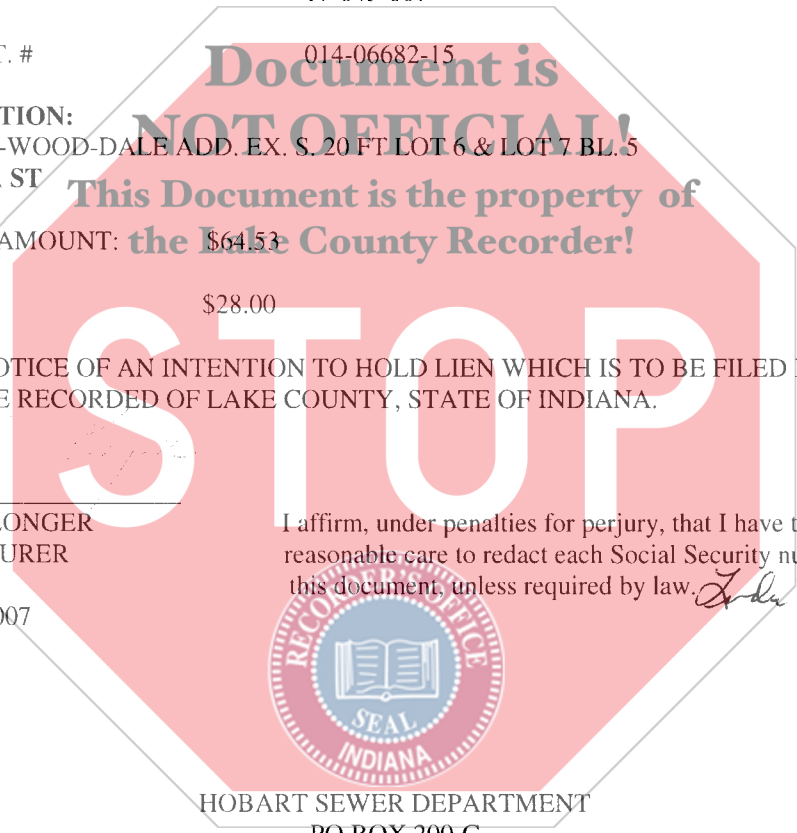 T. # 014-06682-15
Document is
TION:
NOT OFFICIAL!
-WOOD-DALE ADD. EX. S. 20 FT LOT 6 & LOT 7 BL. 5
ST
This Document is the property of
AMOUNT: $64.53
the Lake County Recorder!
$28.00
STOP
OTICE OF AN INTENTION TO HOLD LIEN WHICH IS TO BE FILED
E RECORDED OF LAKE COUNTY, STATE OF INDIANA.
LONGER
URER
I affirm, under penalties for perjury, that I have t
reasonable care to redact each Social Security nu
this document, unless required by law.
007
RECORDER'S OFFICE
SEAL
INDIANA
HOBART SEWER DEPARTMENT
PO BOX 200 C